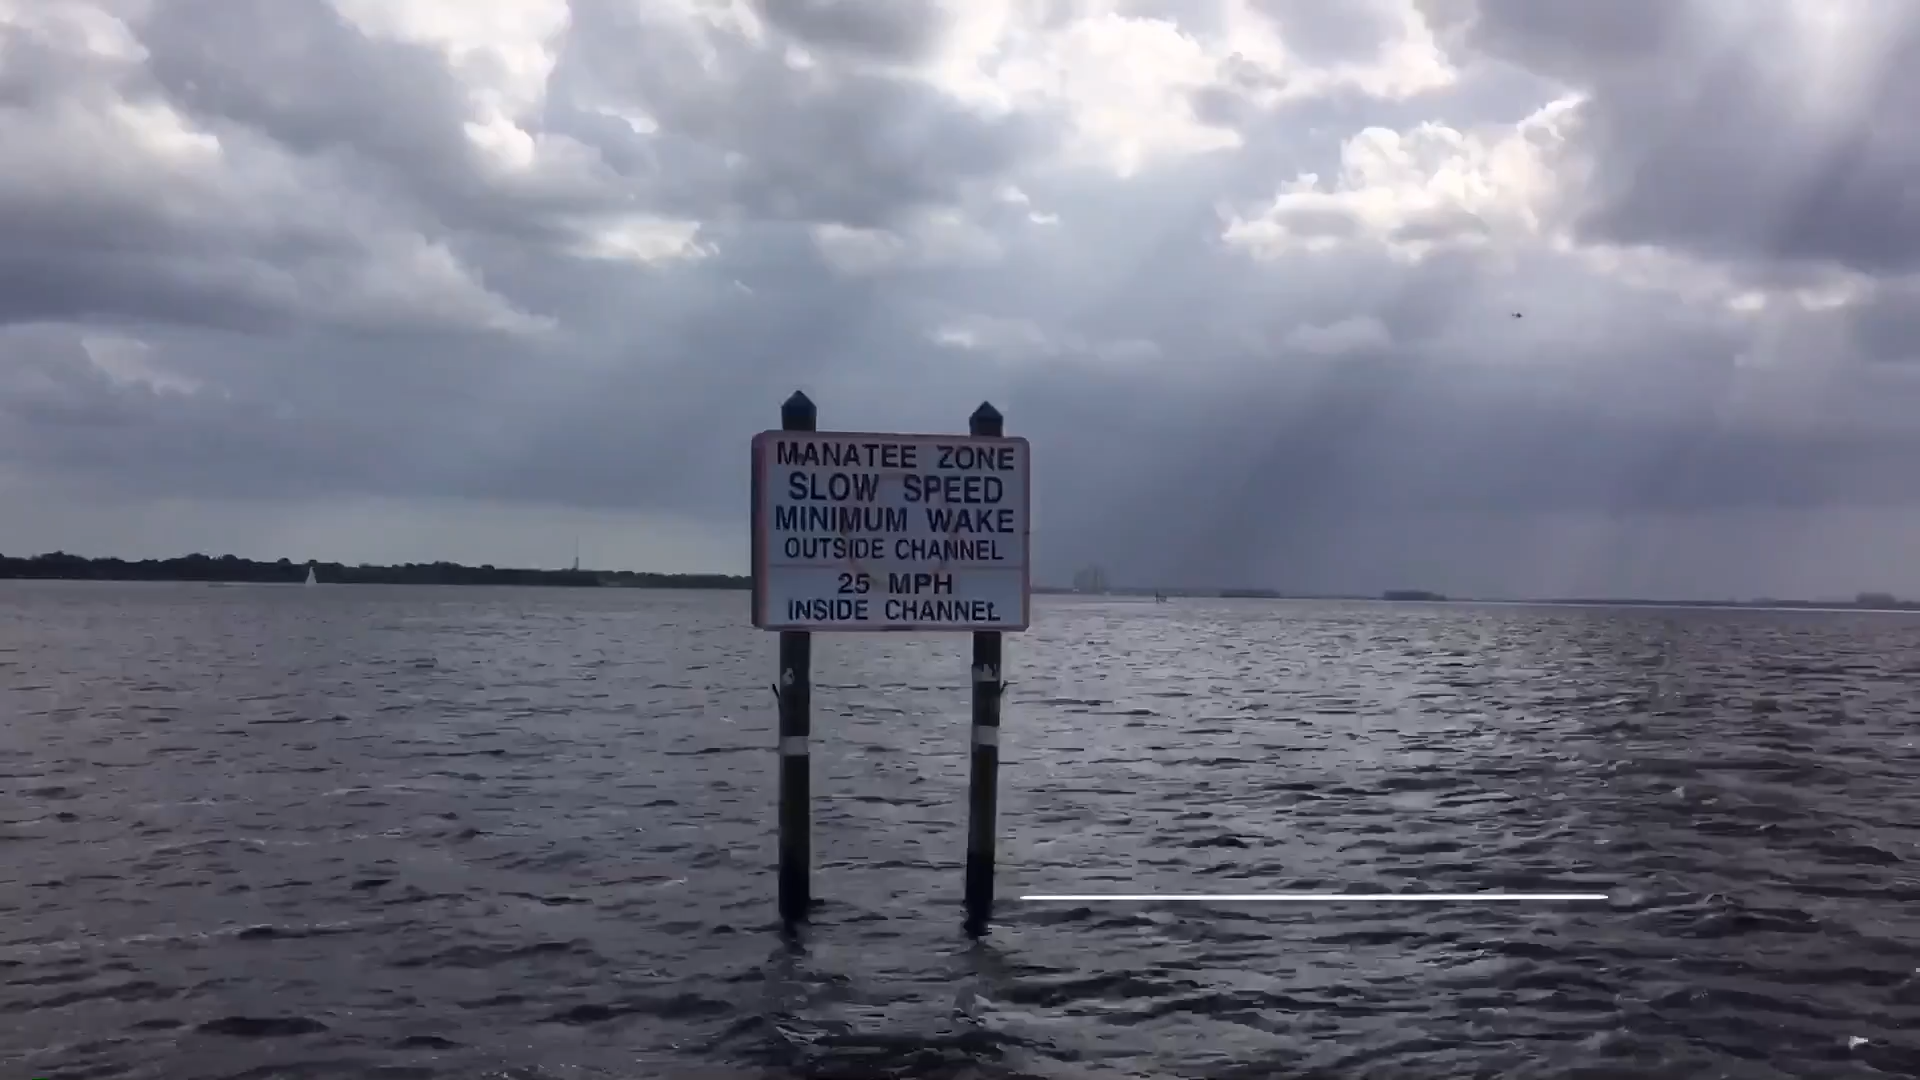 MANATEE ZONE
SLOW SPEED
MINIMUM WAKE
OUTSIDE CHANNEL
25 MPH
INSIDE CHANNEL